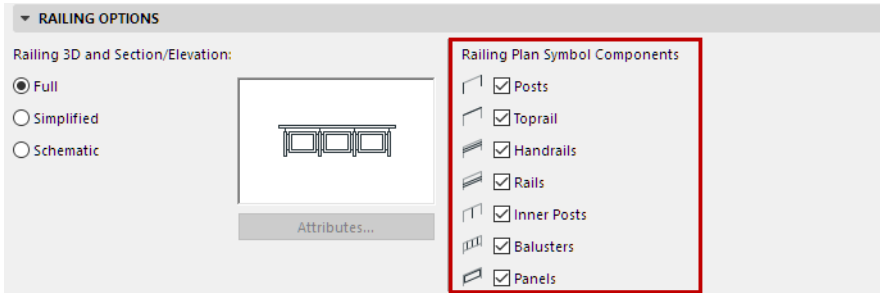 RAILING OPTIONS
Railing 3D and Section/Elevation:
Full
Simplified
Schematic
Attributes...
Railing Plan Symbol Components
Posts
Toprail
Handrails
Rails
Inner Posts
Balusters
Panels